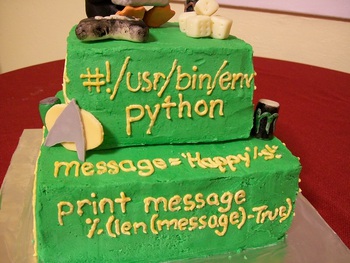 #!/usr/bin/env
python
message='Happy'
print message
%(len(message)-True)